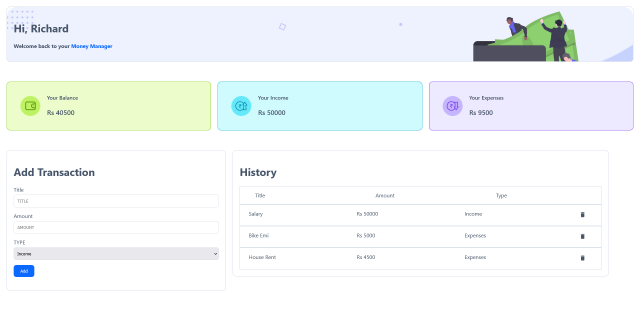 Hi, Richard
Welcome back to your Money Manager
Your Balance
Rs 40500
Your Income
Rs 50000
Your Expenses
Rs 9500
Add Transaction
Title
TITLE
Amount
AMOUNT
TYPE
Income
Add
History
Title Amount Type
Salary Rs 50000 Income
Bike Emi Rs 5000 Expenses
House Rent Rs 4500 Expenses